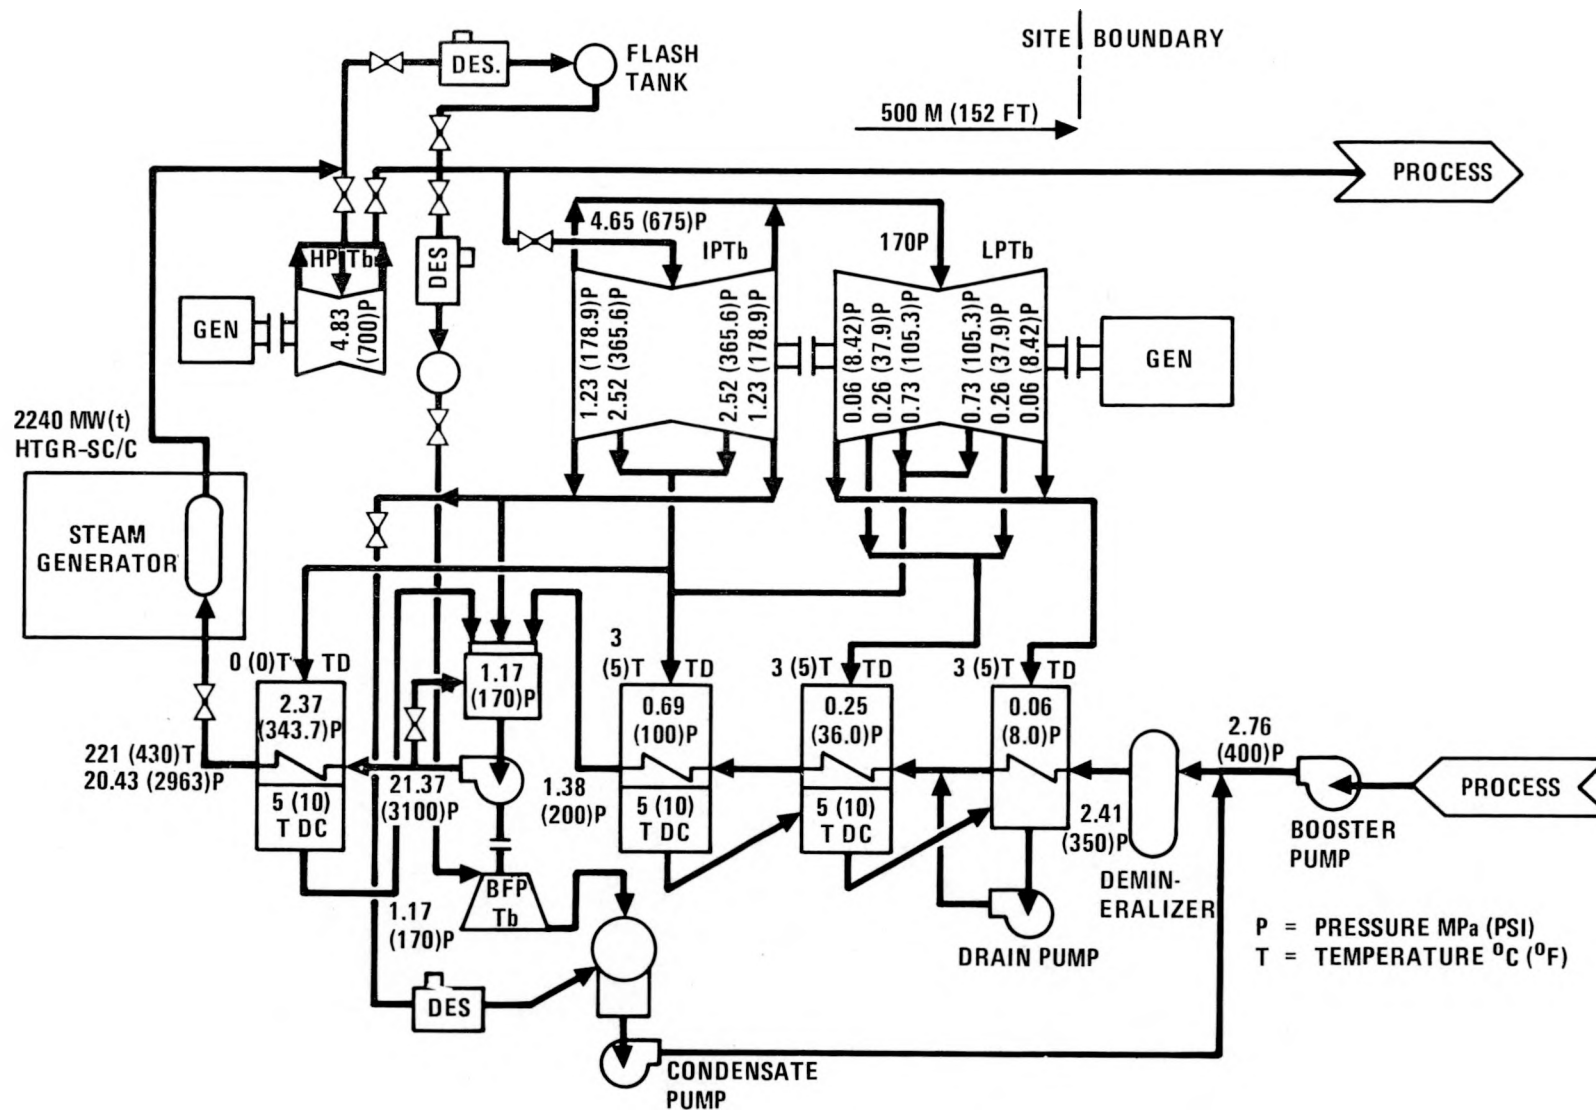 SITE BOUNDARY
FLASH
TANK
DES.
500 M (152 FT)
PROCESS
4.65 (675)P
170P
HP Tb
IPTb
LPTb
DES
GEN
4.83
(700)P
1.23 (178.9)P
2.52 (365.6)P
2.52 (365.6)P
1.23 (178.9)P
0.06 (8.42)P
0.26 (37.9)P
0.73 (105.3)P
0.73 (105.3)P
0.26 (37.9)P
0.06 (8.42)P
GEN
2240 MW(t)
HTGR-SC/C
STEAM
GENERATOR
0 (0)T TD
2.37
(343.7)P
5 (10)
T DC
221 (430)T
20.43 (2963)P
1.17
(170)P
21.37
(3100)P
1.38
(200)P
3
(5)T TD
0.69
(100)P
5 (10)
T DC
3 (5)T TD
0.25
(36.0)P
5 (10)
T DC
3 (5)T TD
0.06
(8.0)P
2.41
(350)P
2.76
(400)P
PROCESS
BOOSTER
PUMP
DEMIN-
ERALIZER
BFP
Tb
1.17
(170)P
DES
DRAIN PUMP
CONDENSATE
PUMP
P = PRESSURE MPa (PSI)
T = TEMPERATURE ⁰C (⁰F)